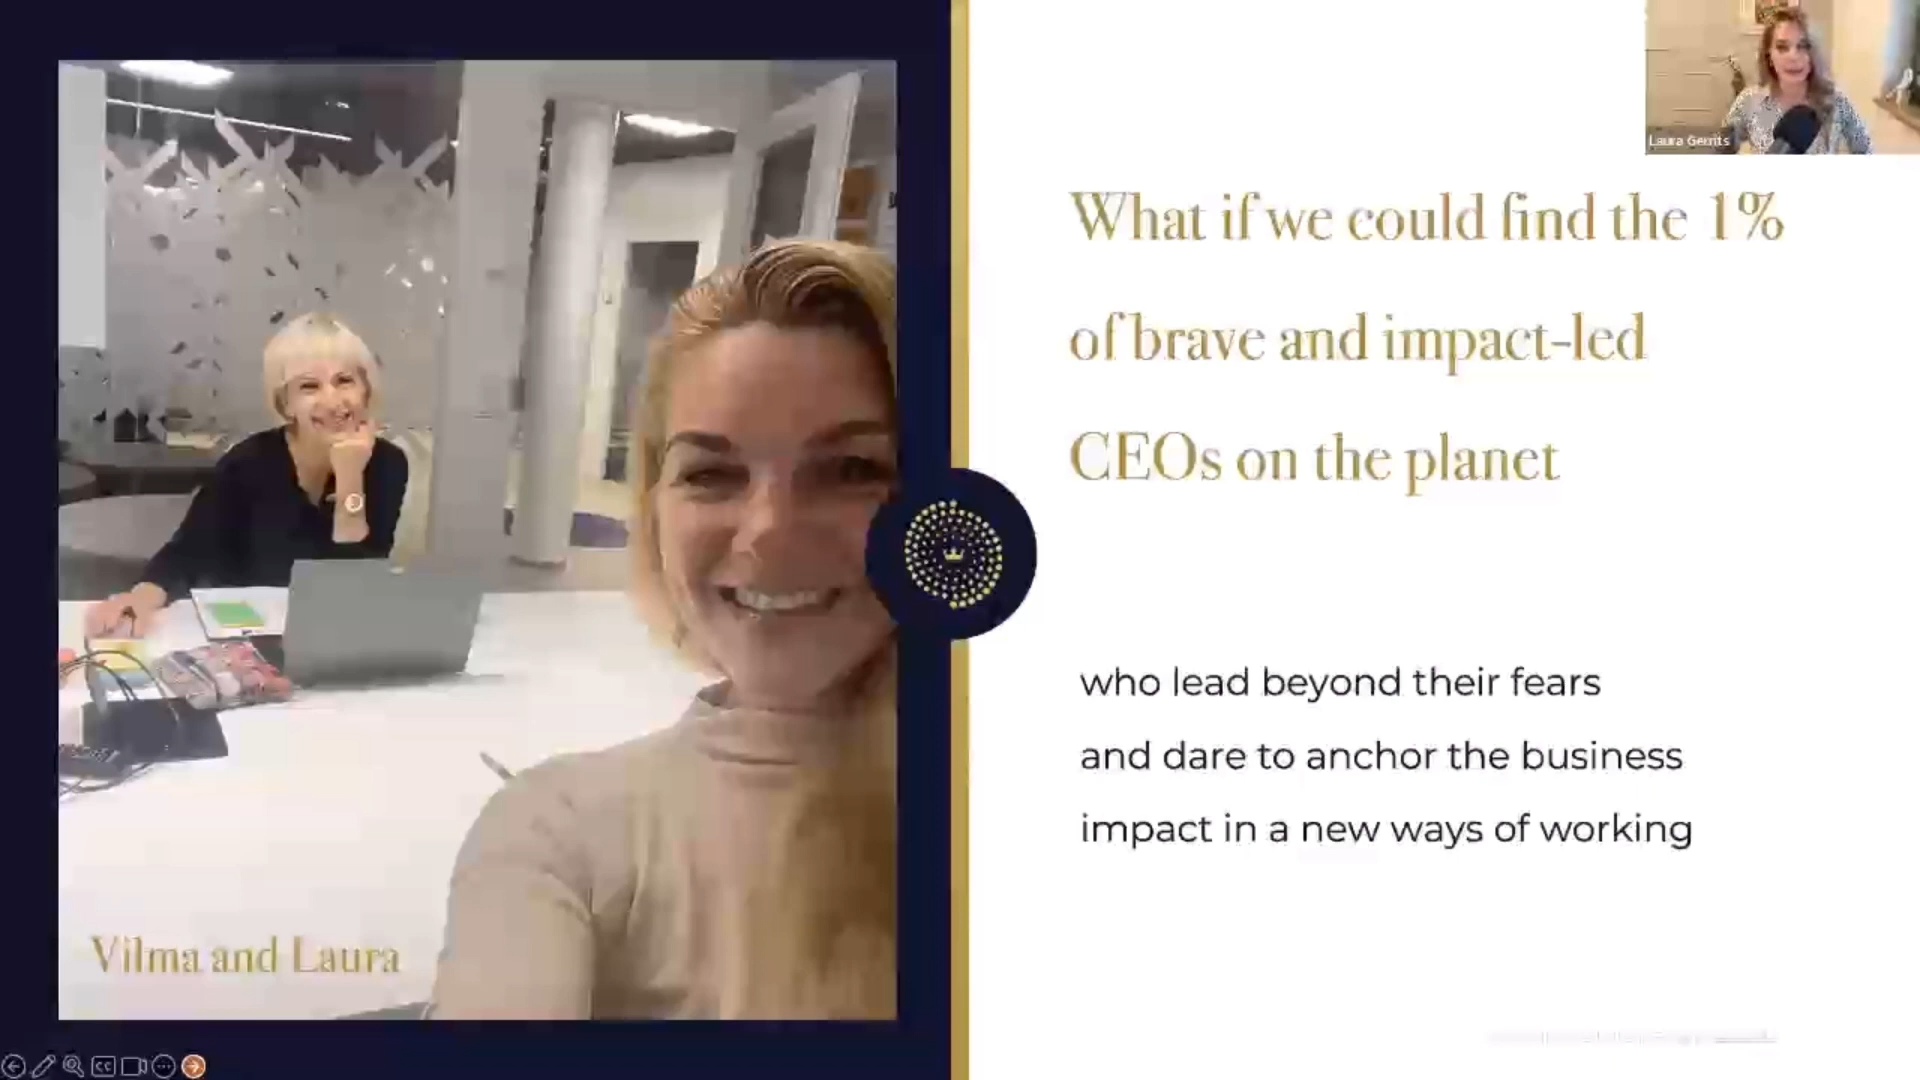 Laura Gerrits
What if we could find the 1%
of brave and impact-led
CEOs on the planet
who lead beyond their fears
and dare to anchor the business
impact in a new ways of working
Vilma and Laura
CC